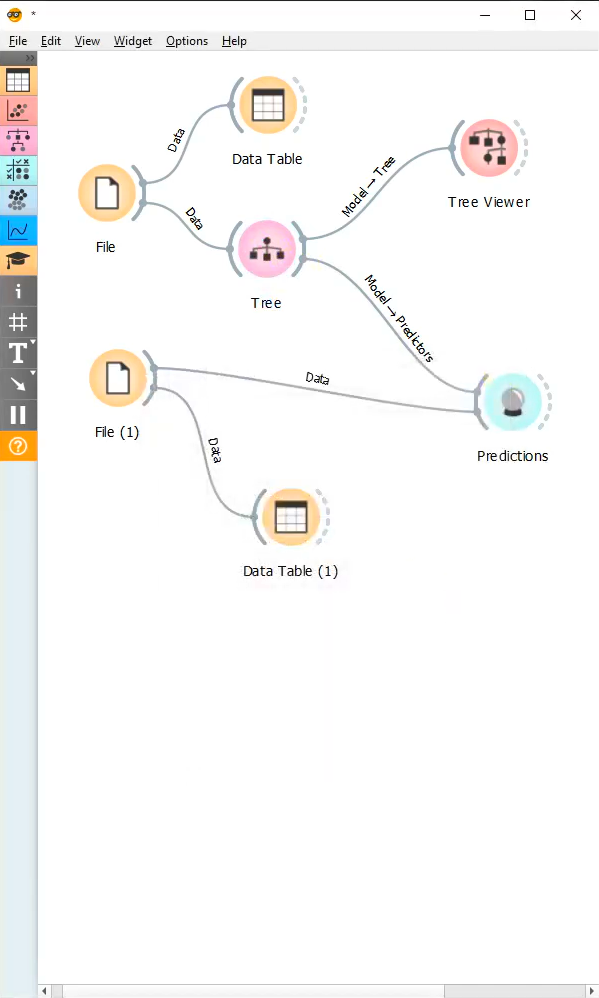 *
File Edit View Widget Options Help
Data
Data Table
Model → Tree
Tree Viewer
File
Data
Tree
Model → Predictors
Data
File (1)
Predictions
Data
Data Table (1)
i
T
?